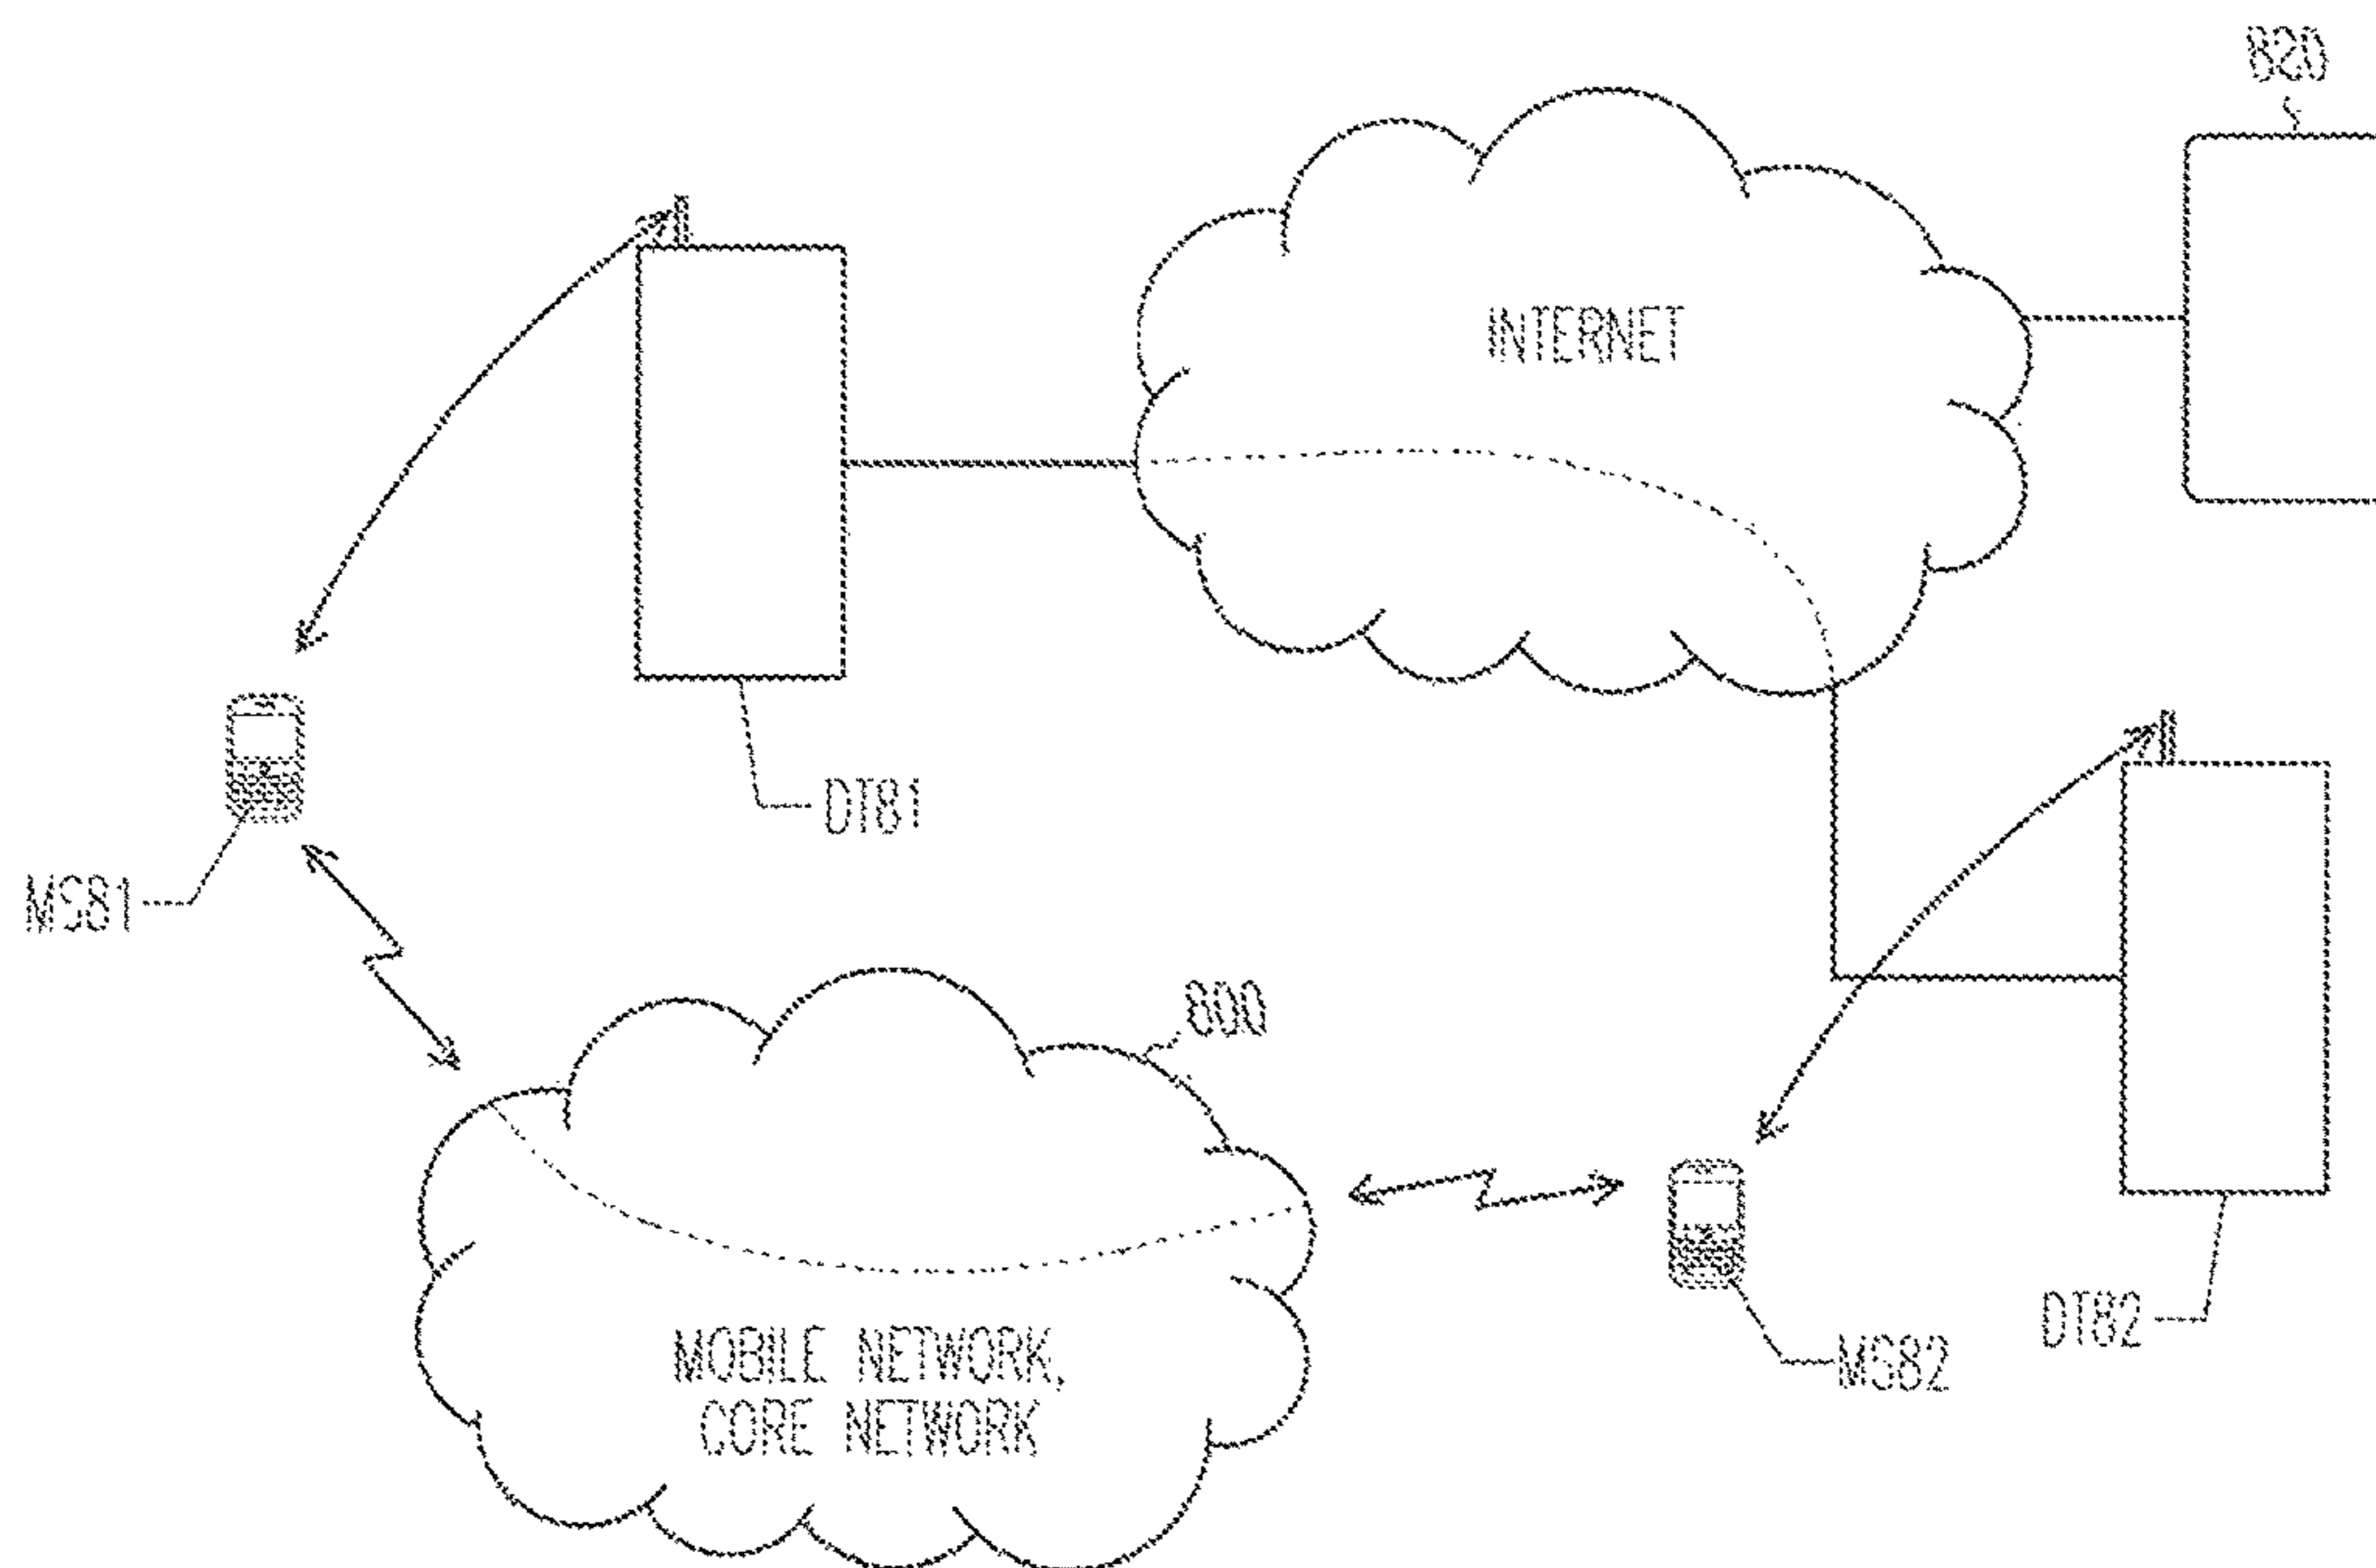 820
INTERNET
DT81
MS81
800
MOBILE NETWORK,
CORE NETWORK
DT82
MS82